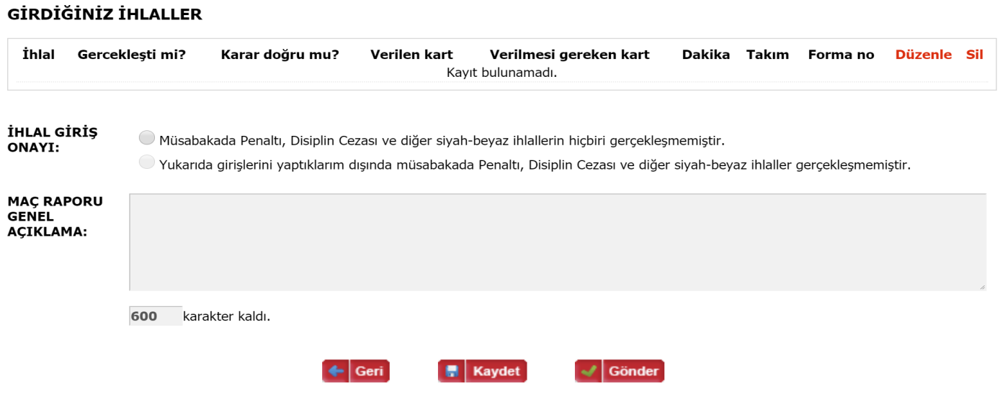 GİRDİĞİNİZ İHLALLER
İhlal Gercekleşti mi? Karar doğru mu? Verilen kart Verilmesi gereken kart Dakika Takım Forma no Düzenle Sil
Kayıt bulunamadı.
İHLAL GİRİŞ
ONAYI:
Müsabakada Penaltı, Disiplin Cezası ve diğer siyah-beyaz ihllallerin hiçbiri gerçekleşmemiştir.
Yukarıda girişlerini yaptıklarım dışında müsabakada Penaltı, Disiplin Cezası ve diğer siyah-beyaz ihlaller gerçekleşmemiştir.
MAÇ RAPORU
GENEL
AÇIKLAMA:
600 karakter kaldı.
Geri Kaydet Gönder